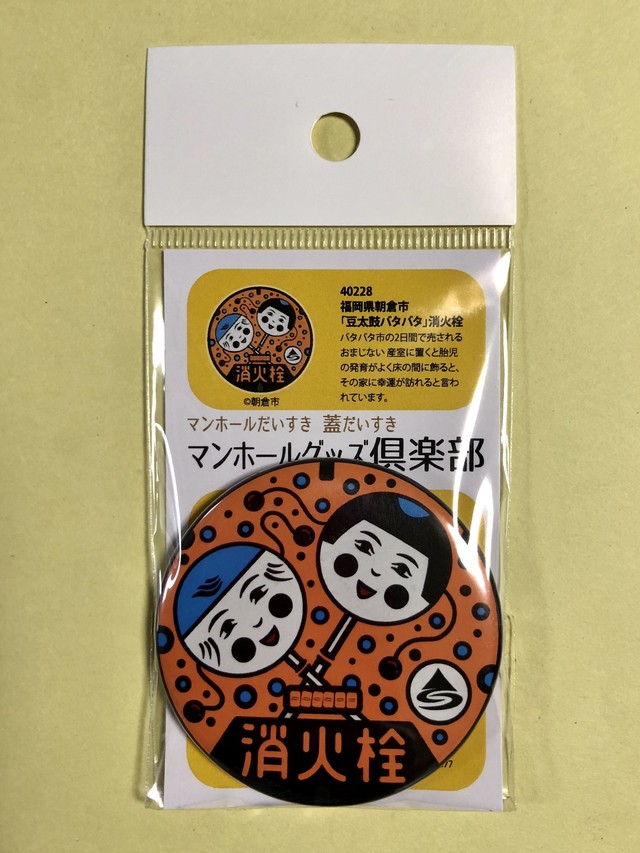 40228
福岡県朝倉市
「豆太鼓バタバタ」消火栓
バタバタ市の2日間で売される
おまじない 産室に置くと胎児
の発育がよく床の間に飾ると、
その家に幸運が訪れると言わ
れています。
消火栓
©朝倉市
マンホールだいすき 蓋だいすき
マンホールグッズ倶楽部
消火栓